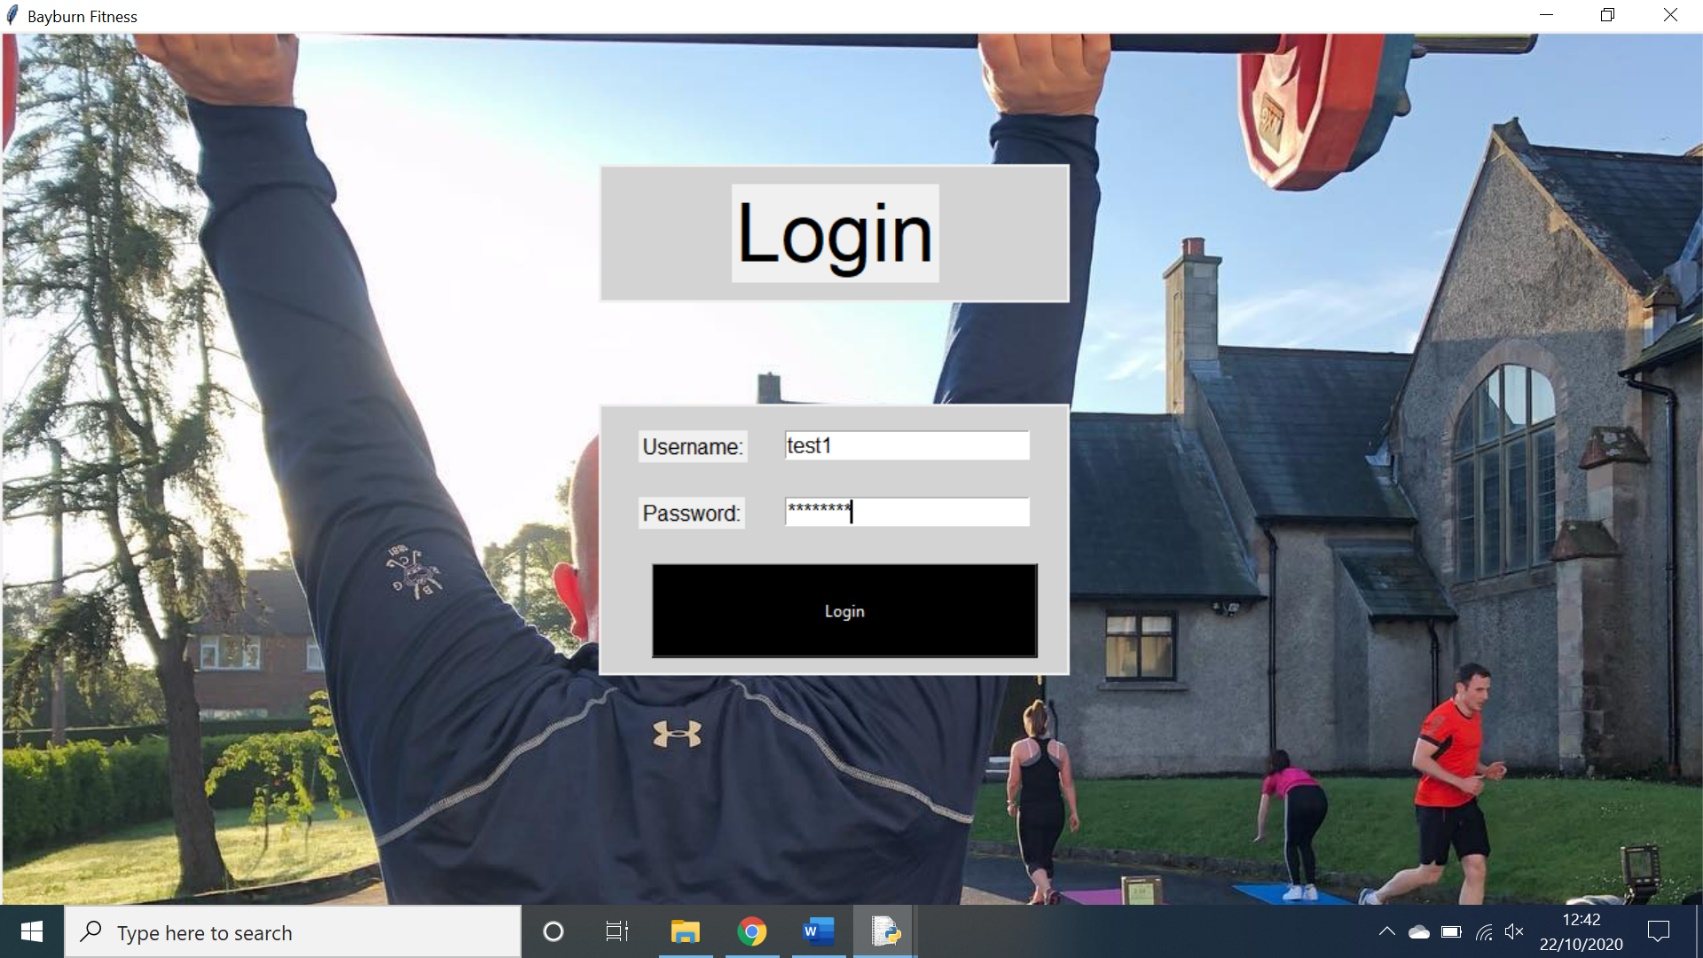 Bayburn Fitness
Login
Username: test1
Password: ********
Login
Type here to search
12:42
22/10/2020